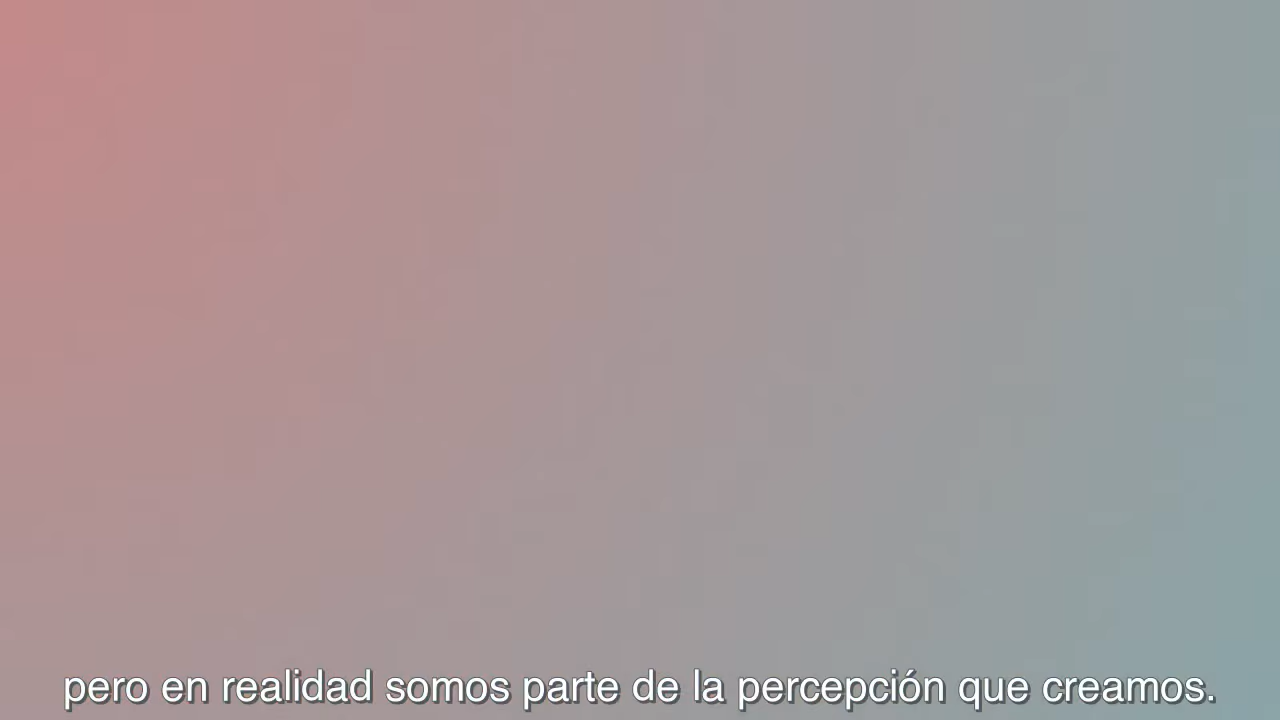 pero en realidad somos parte de la percepción que creamos.